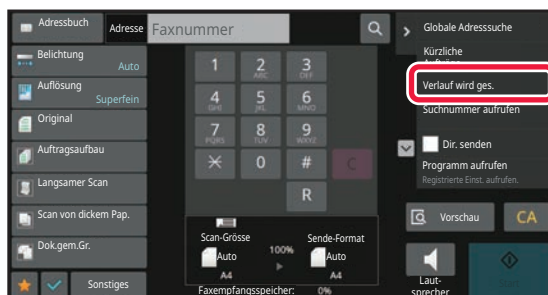 Adressbuch
Adresse
Faxnummer
Belichtung
Auto
Auflösung
Superfein
Original
Auftragsaufbau
Langsamer Scan
Scan von dickem Pap.
Dok.gem.Gr.
Sonstiges
1
2 ABC
3 DEF
4 GHI
5 JKL
6 MNO
7 PQRS
8 TUV
9 WXYZ
0
#
C
R
Scan-Grösse
Auto
A4
100%
Sende-Format
Auto
A4
Faxempfangsspeicher: 0%
Globale Adresssuche
Kürzliche
Verlauf wird ges.
Suchnummer aufrufen
Dir. senden
Programm aufrufen
Registrierte Einst. aufrufen.
Vorschau
CA
Laut-
sprecher
Start